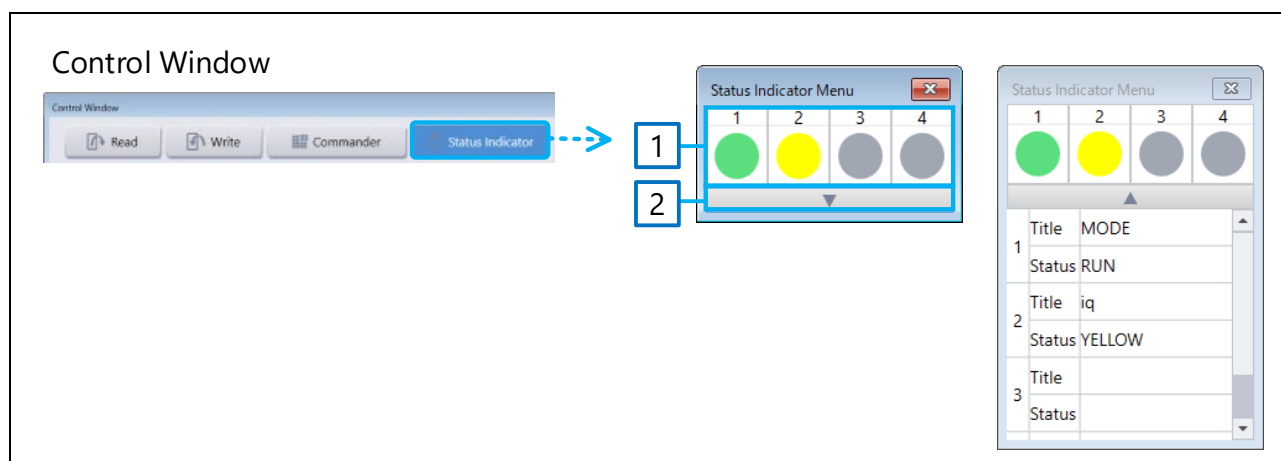 Control Window
Control Window
Read Write Commander Status Indicator
1
2
Status Indicator Menu
1 2 3 4
▼
Status Indicator Menu
1 2 3 4
▲
1
Title MODE
Status RUN
2
Title iq
Status YELLOW
3
Title
Status